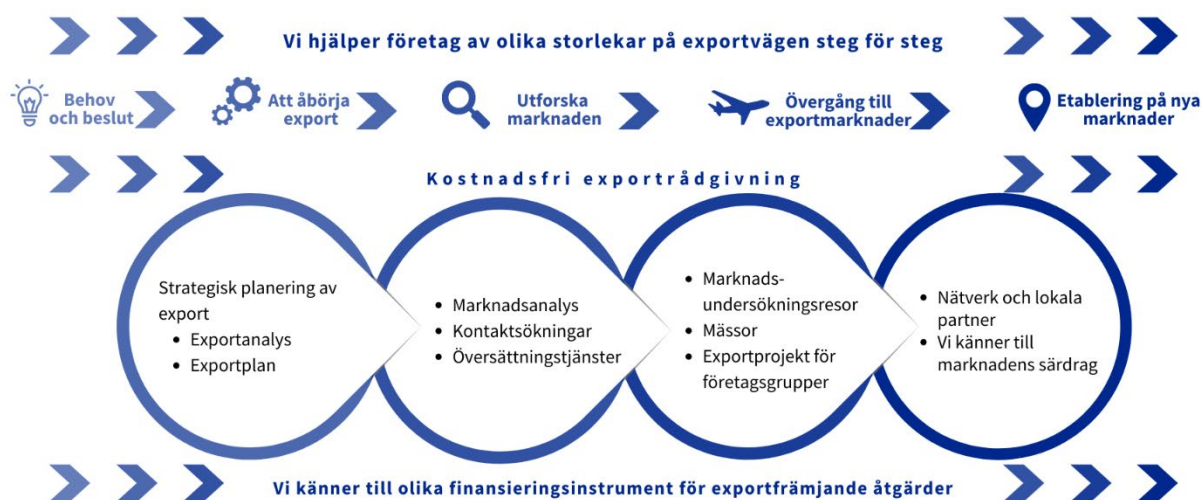 Vi hjälper företag av olika storlekar på exportvägen steg för steg
Behov
och beslut
Att åbörja
export
Utforska
marknaden
Övergång till
exportmarknader
Etablering på nya
marknader
Kostnadsfri exportrådgivning
Strategisk planering av
export
• Exportanalys
• Exportplan
• Marknadsanalys
• Kontaktsökningar
• Översättningstjänster
• Marknads-
undersökningsresor
• Mässor
• Exportprojekt för
företagsgrupper
• Nätverk och lokala
partner
• Vi känner till
marknadens särdrag
Vi känner till olika finansieringsinstrument för exportfrämjande åtgärder